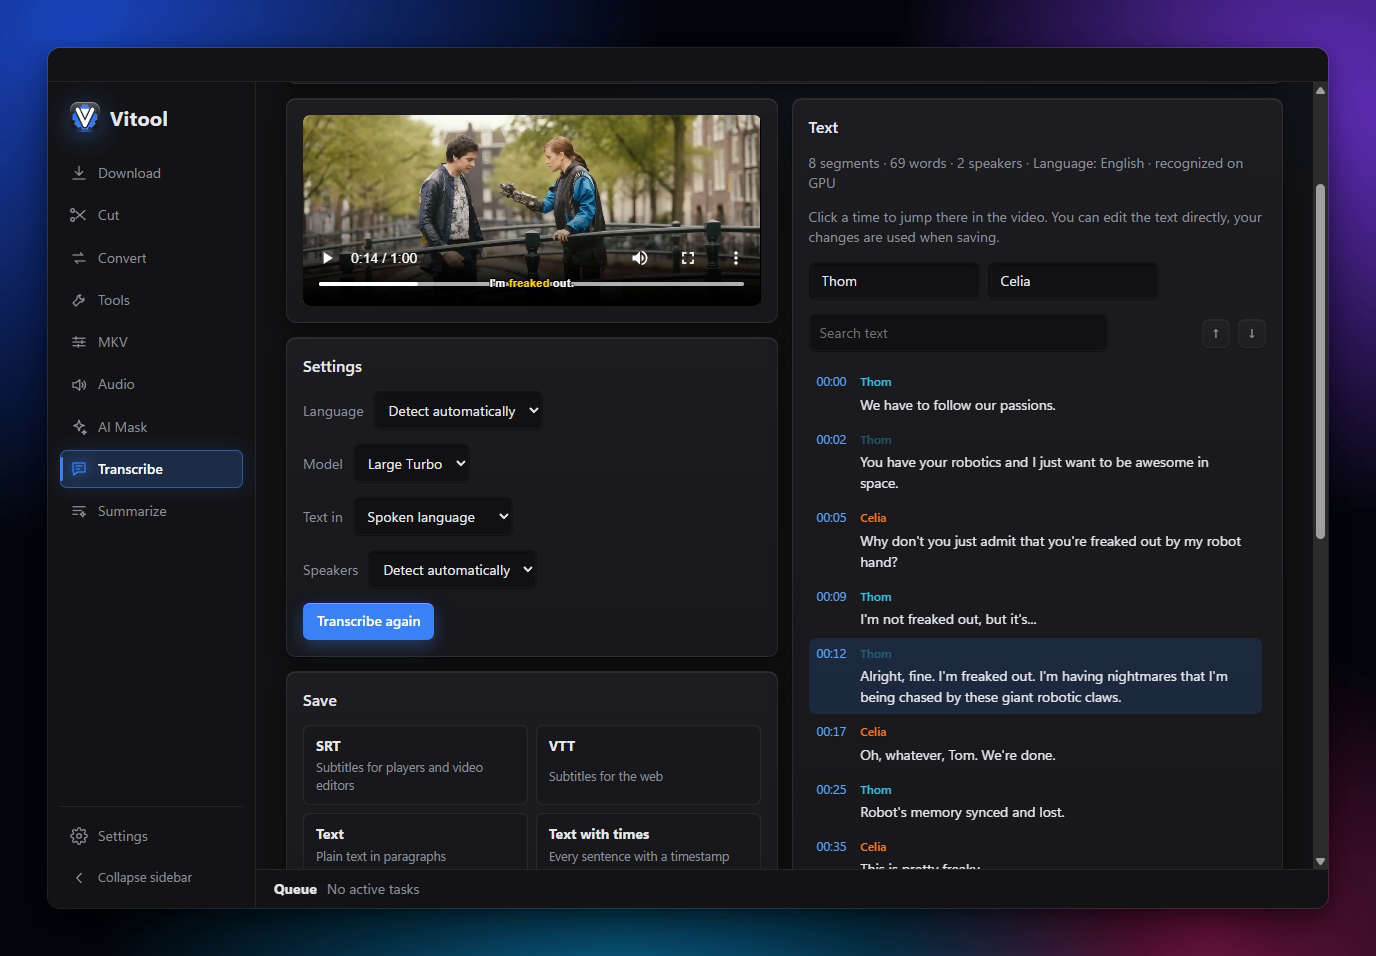 Vitool
Download
Cut
Convert
Tools
MKV
Audio
AI Mask
Transcribe
Summarize
Settings
Collapse sidebar
0:14 / 1:00
I'm freaked out.
Settings
Language Detect automatically
Model Large Turbo
Text in Spoken language
Speakers Detect automatically
Transcribe again
Save
SRT
Subtitles for players and video
editors
VTT
Subtitles for the web
Text
Plain text in paragraphs
Text with times
Every sentence with a timestamp
Text
8 segments · 69 words · 2 speakers · Language: English · recognized on
GPU
Click a time to jump there in the video. You can edit the text directly, your
changes are used when saving.
Thom Celia
Search text
00:00 Thom
We have to follow our passions.
00:02 Thom
You have your robotics and I just want to be awesome in
space.
00:05 Celia
Why don't you just admit that you're freaked out by my robot
hand?
00:09 Thom
I'm not freaked out, but it's...
00:12 Thom
Alright, fine. I'm freaked out. I'm having nightmares that I'm
being chased by these giant robotic claws.
00:17 Celia
Oh, whatever, Tom. We're done.
00:25 Thom
Robot's memory synced and lost.
00:35 Celia
This is pretty freaky
Queue No active tasks